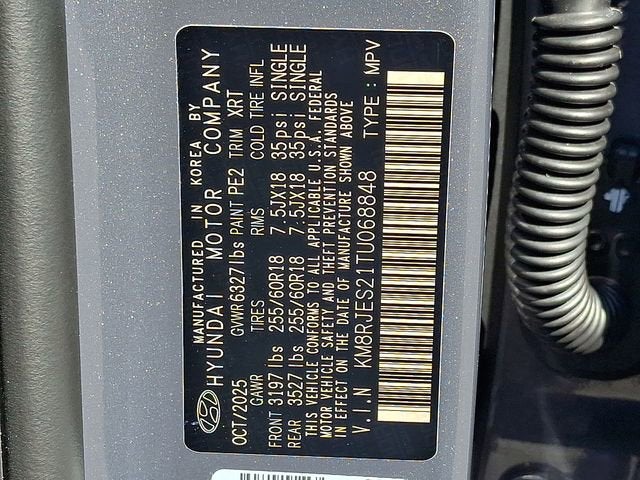 MANUFACTURED IN KOREA BY
HYUNDAI MOTOR COMPANY
OCT/2025 GVWR 6327lbs PAINT PE2 TRIM XRT
GAWR TIRES RIMS COLD TIRE INFL
FRONT 3197 lbs 255/60R18 7.5JX18 35psi SINGLE
REAR 3527 lbs 255/60R18 7.5JX18 35psi SINGLE
THIS VEHICLE CONFORMS TO ALL APPLICABLE U.S.A. FEDERAL
MOTOR VEHICLE SAFETY AND THEFT PREVENTION STANDARDS
IN EFFECT ON THE DATE OF MANUFACTURE SHOWN ABOVE
V.I.N KM8RJES21TU068848 TYPE : MPV